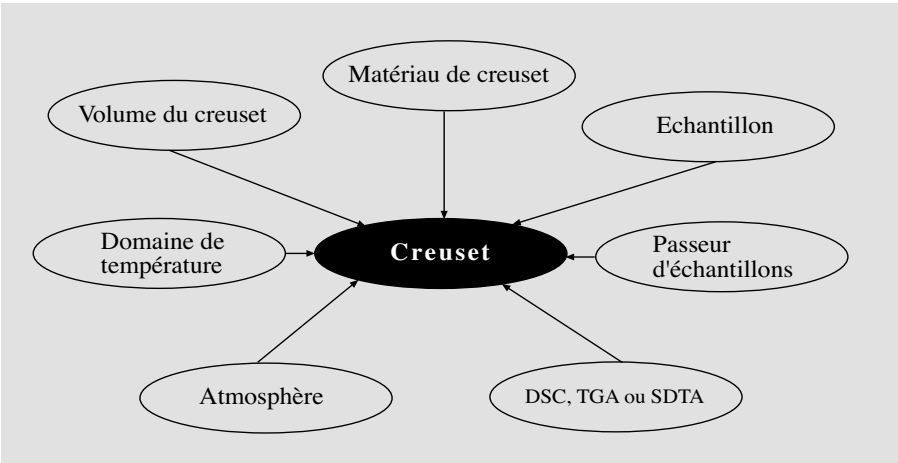 Matériau de creuset
Volume du creuset
Echantillon
Domaine de
température
Creuset
Passeur
d'échantillons
Atmosphère
DSC, TGA ou SDTA